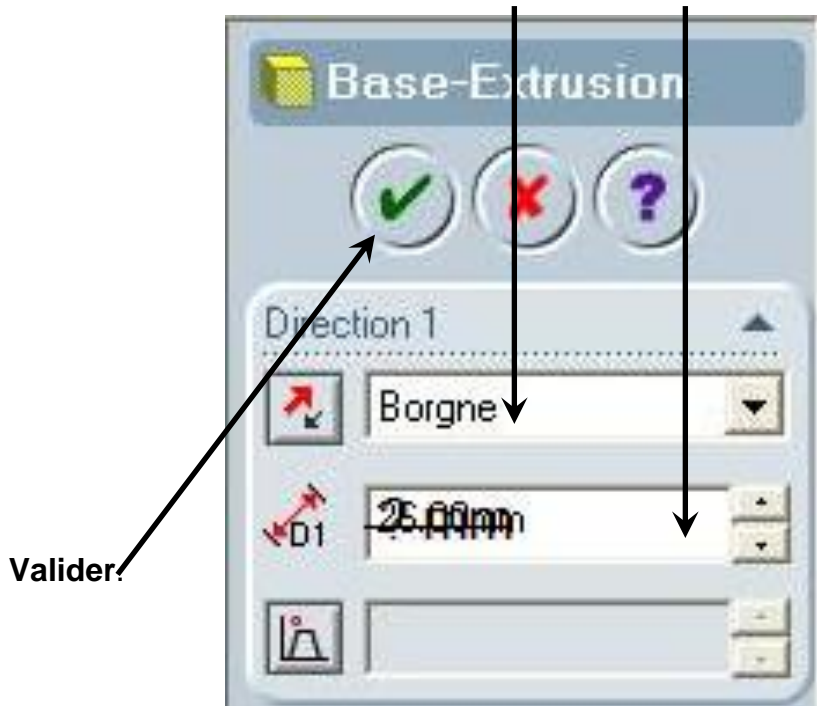 Base-Extrusion
?
Direction 1
Borgne
D1
Valider.